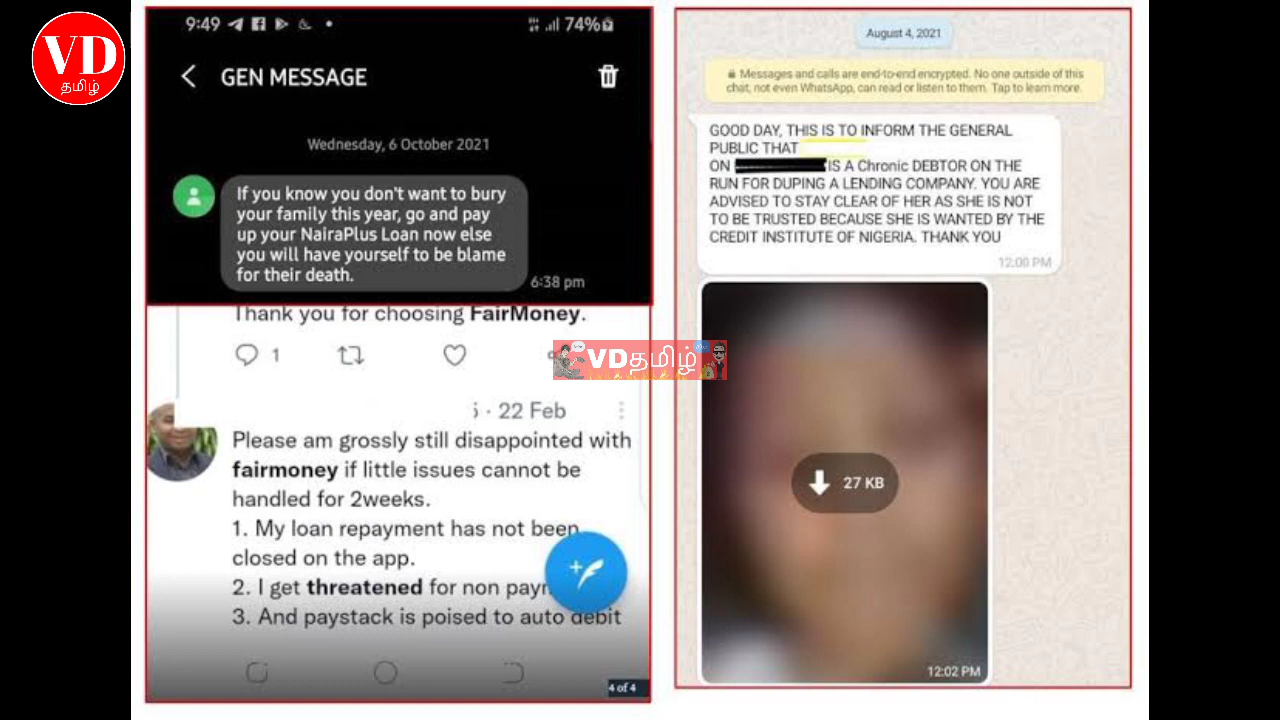 VD
தமிழ்
9:49
74%
GEN MESSAGE
Wednesday, 6 October 2021
If you know you don't want to bury
your family this year, go and pay
up your NairaPlus Loan now else
you will have yourself to be blame
for their death.
6:38 pm
Thank you for choosing FairMoney.
1
· 22 Feb
Please am grossly still disappointed with
fairmoney if little issues cannot be
handled for 2weeks.
1. My loan repayment has not been
closed on the app.
2. I get threatened for non
3. And paystack is poised to auto debit
4 of 4
VDதமிழ்
August 4, 2021
Messages and calls are end-to-end encrypted. No one outside of this
chat, not even WhatsApp, can read or listen to them. Tap to learn more.
GOOD DAY, THIS IS TO INFORM THE GENERAL
PUBLIC THAT
ON IS A Chronic DEBTOR ON THE
RUN FOR DUPING A LENDING COMPANY. YOU ARE
ADVISED TO STAY CLEAR OF HER AS SHE IS NOT
TO BE TRUSTED BECAUSE SHE IS WANTED BY THE
CREDIT INSTITUTE OF NIGERIA. THANK YOU
12:00 PM
27 KB
12:02 PM